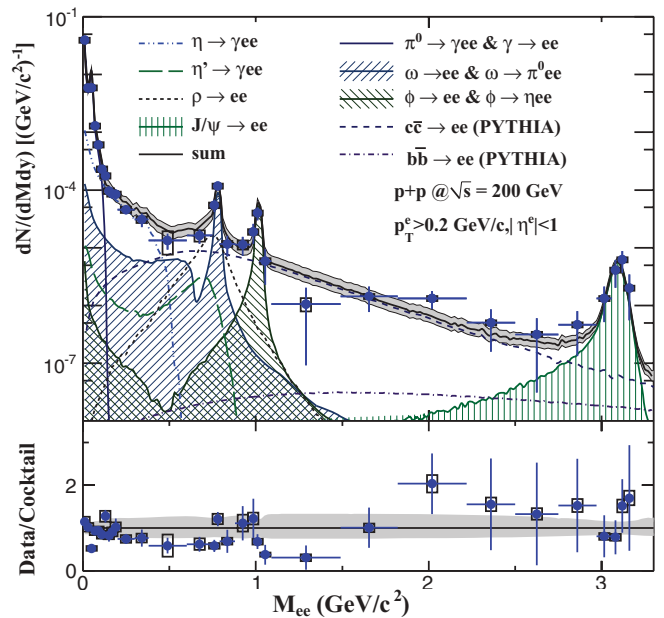 10⁻¹
η → γee
π⁰ → γee & γ → ee
η' → γee
ω → ee & ω → π⁰ee
ρ → ee
ϕ → ee & ϕ → ηee
J/ψ → ee
cc̄ → ee (PYTHIA)
sum
bb̄ → ee (PYTHIA)
10⁻⁴
p+p @√s = 200 GeV
p_T^e>0.2 GeV/c,| η^e|<1
10⁻⁷
dN/(dMdy) [(GeV/c²)⁻¹]
2
0
Data/Cocktail
0 1 2 3
M_ee (GeV/c²)